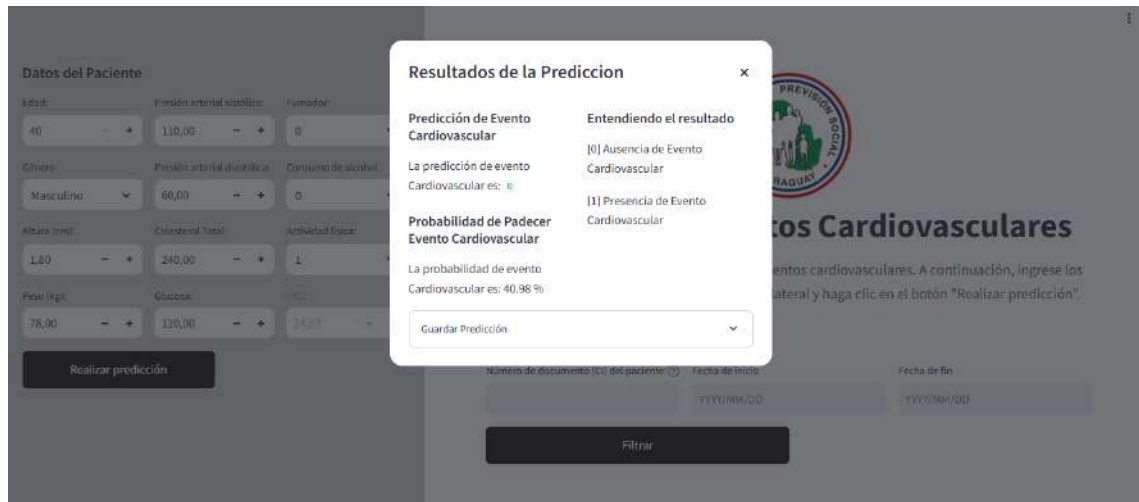 Datos del Paciente
Edad:
Presión arterial sistólica:
Fumador:
40
110,00
0
Género
Presión arterial diastólica:
Consumo de alcohol
Masculino
60,00
0
Altura (cm):
Colesterol Total:
Actividad física:
1,80
240,00
1
Peso (kg):
Glucosa:
78,00
120,00
Realizar predicción
Resultados de la Prediccion
Predicción de Evento
Cardiovascular
La predicción de evento
Cardiovascular es:
Probabilidad de Padecer
Evento Cardiovascular
La probabilidad de evento
Cardiovascular es: 40.98 %
Entendiendo el resultado
[0] Ausencia de Evento
Cardiovascular
[1] Presencia de Evento
Cardiovascular
Guardar Predicción
PREVISIÓN SOCIAL
tos Cardiovasculares
entos cardiovasculares. A continuación, ingrese los
lateral y haga clic en el botón "Realizar predicción".
Número de documento (CI) del paciente:
Fecha de inicio
Fecha de fin
YYYY/MM/DD
YYYY/MM/DD
Filtrar